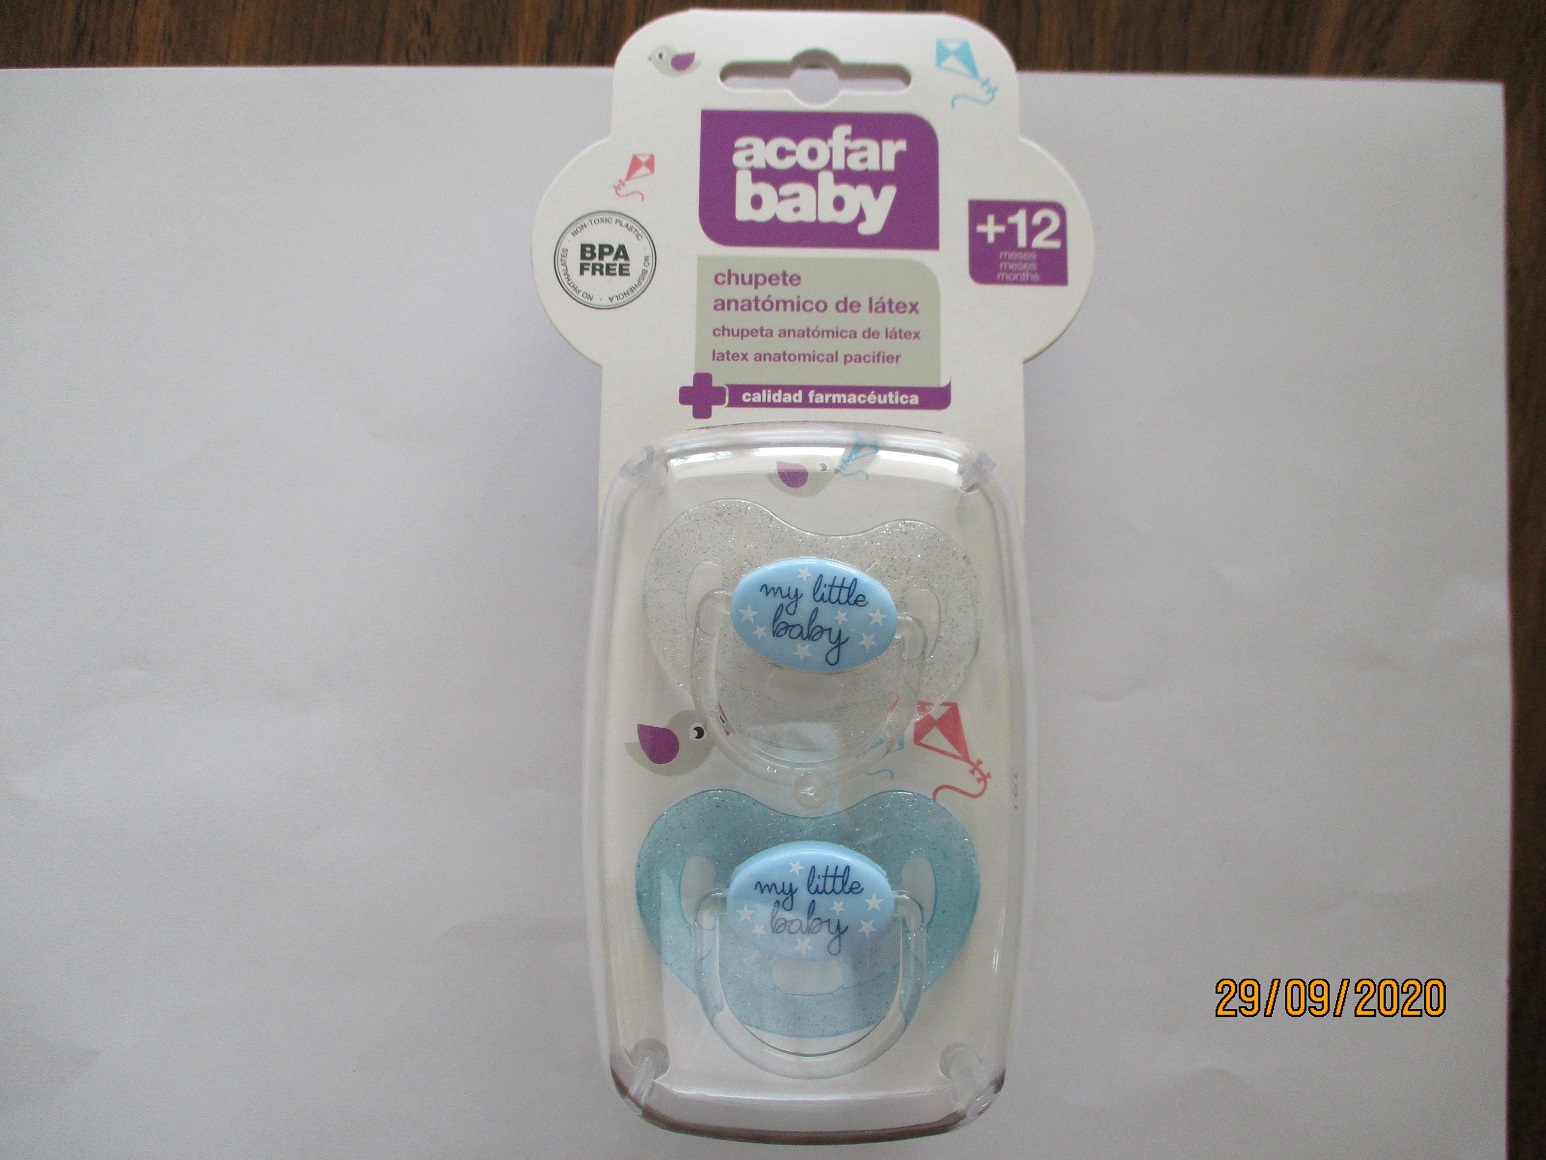 acofar
baby
+12
meses
meses
months
NON-TOXIC PLASTIC · NO BISPHENOLA · NO PHTHALATES ·
BPA
FREE
chupete
anatómico de látex
chupeta anatómica de látex
latex anatomical pacifier
calidad farmacéutica
my little
baby
my little
baby
29/09/2020